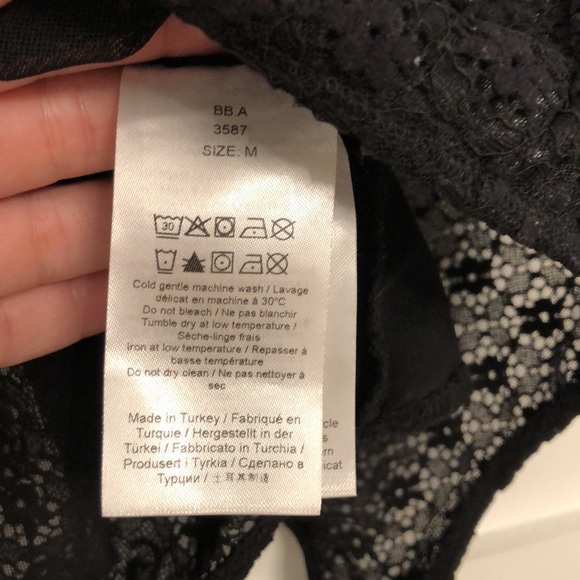 BB.A
3587
SIZE: M
30
Cold gentle machine wash / Lavage
délicat en machine à 30°C
Do not bleach / Ne pas blanchir
Tumble dry at low temperature /
Sèche-linge frais
Iron at low temperature / Repasser à
basse température
Do not dry clean / Ne pas nettoyer à
sec
Made in Turkey / Fabriqué en
Turquie / Hergestellt in der
Türkei / Fabbricato in Turchia /
Produsert i Tyrkia / Сделано в
Турции / 土耳其制造